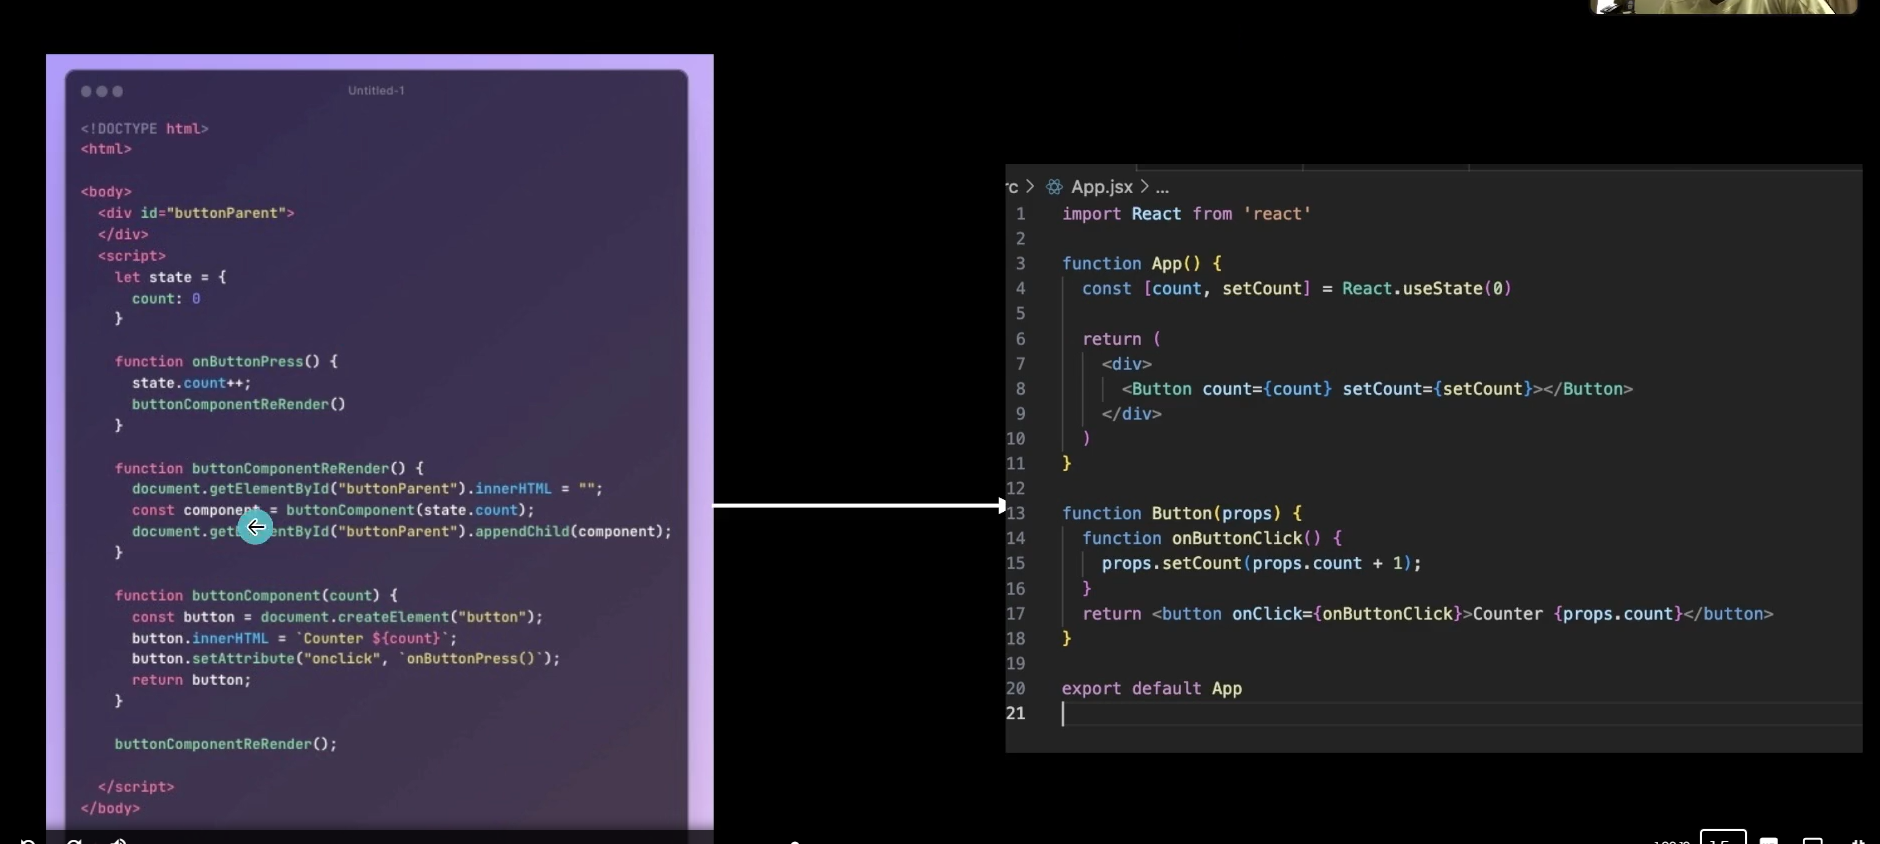 Untitled-1
<!DOCTYPE html>
<html>
<body>
<div id="buttonParent">
</div>
<script>
let state = {
count: 0
}
function onButtonPress() {
state.count++;
buttonComponentReRender()
}
function buttonComponentReRender() {
document.getElementById("buttonParent").innerHTML = "";
const component = buttonComponent(state.count);
document.getElementById("buttonParent").appendChild(component);
}
function buttonComponent(count) {
const button = document.createElement("button");
button.innerHTML = `Counter ${count}`;
button.setAttribute("onclick", `onButtonPress()`);
return button;
}
buttonComponentReRender();
</script>
</body>
rc > App.jsx > ...
1 import React from 'react'
2
3 function App() {
4 const [count, setCount] = React.useState(0)
5
6 return (
7 <div>
8 <Button count={count} setCount={setCount}></Button>
9 </div>
10 )
11 }
12
13 function Button(props) {
14 function onButtonClick() {
15 props.setCount(props.count + 1);
16 }
17 return <button onClick={onButtonClick}>Counter {props.count}</button>
18 }
19
20 export default App
21